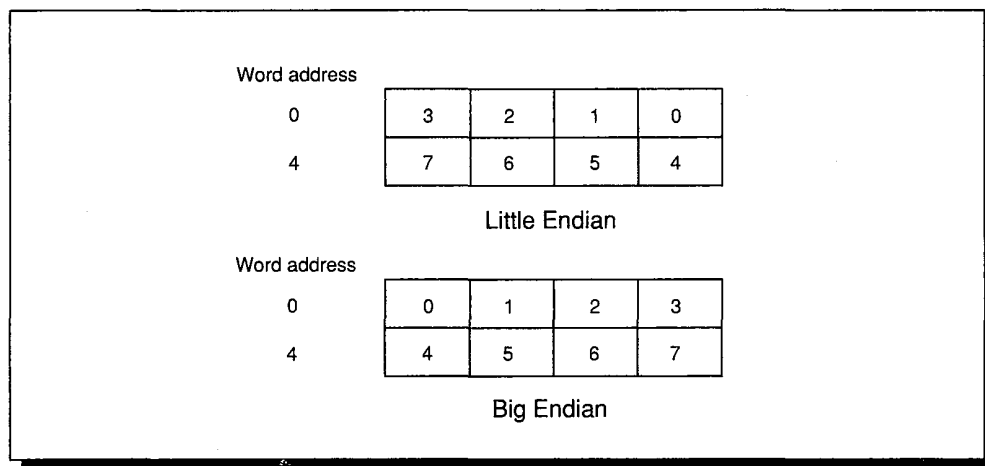 Word address
0 3 2 1 0
4 7 6 5 4
Little Endian
Word address
0 0 1 2 3
4 4 5 6 7
Big Endian